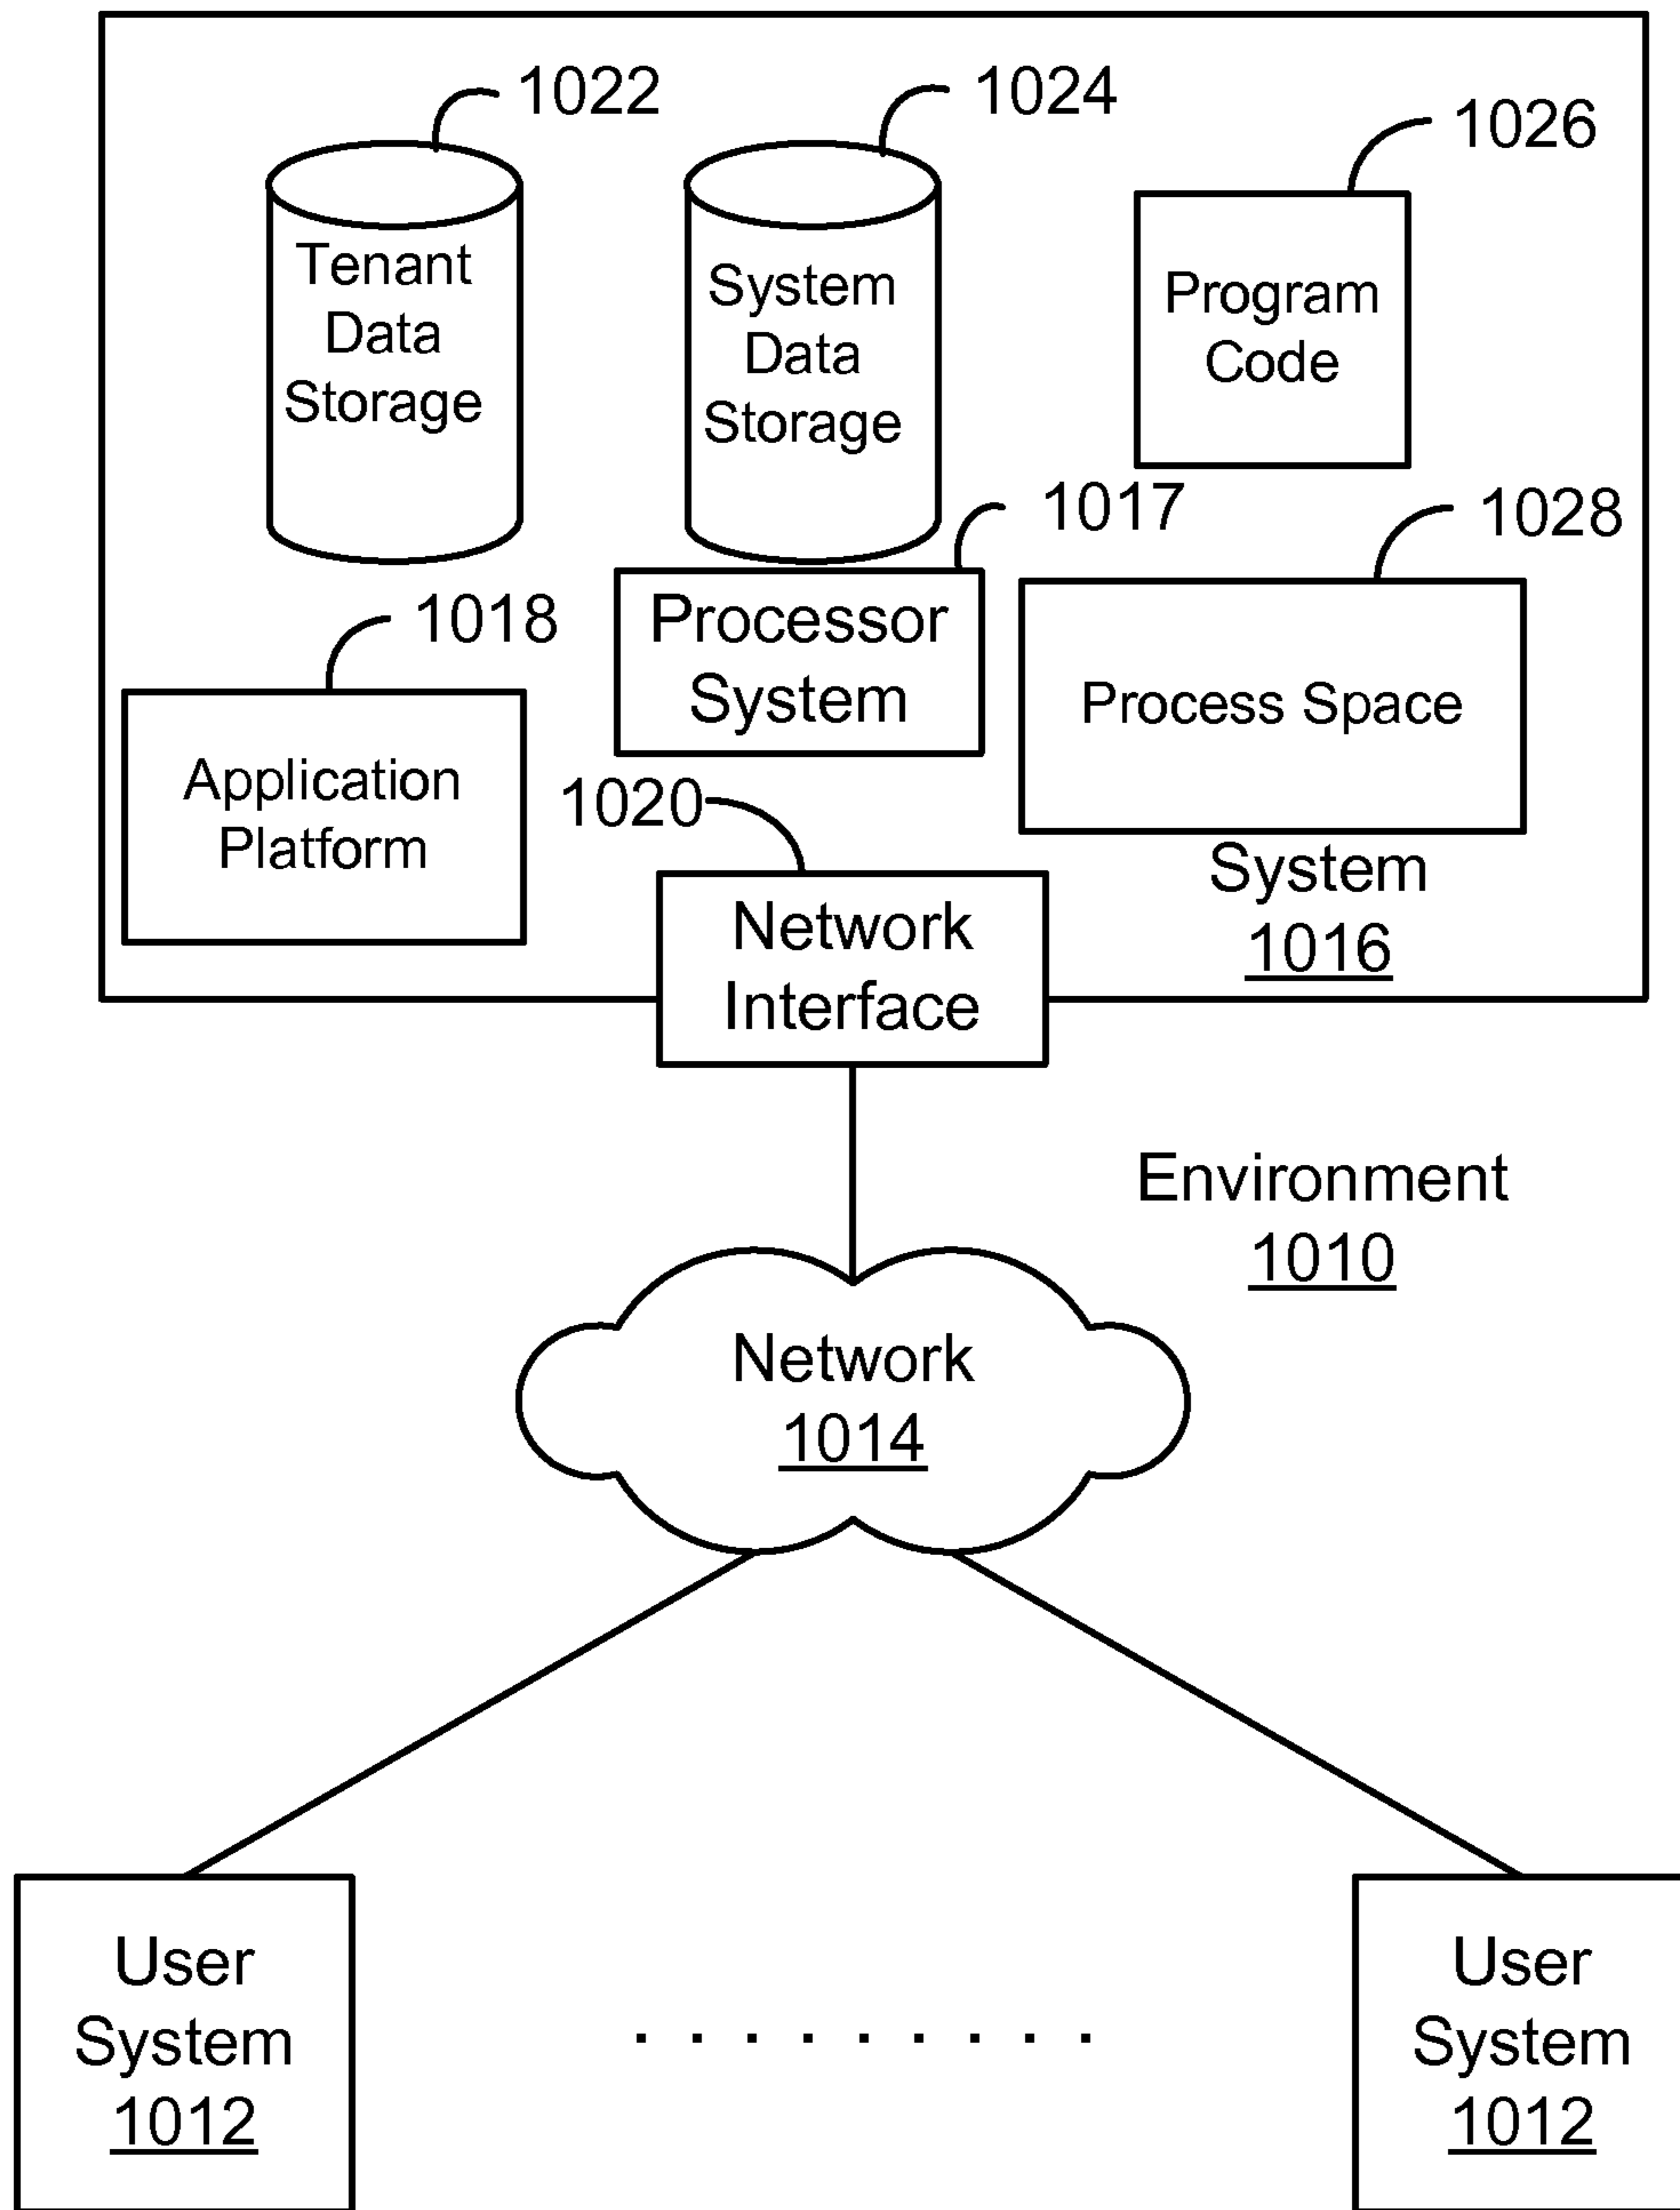 1022
1024
1026
Tenant
Data
Storage
System
Data
Storage
Program
Code
1017
1028
1018
Processor
System
Process Space
Application
Platform
1020
System
1016
Network
Interface
Environment
1010
Network
1014
User
System
1012
. . . . . . . . .
User
System
1012